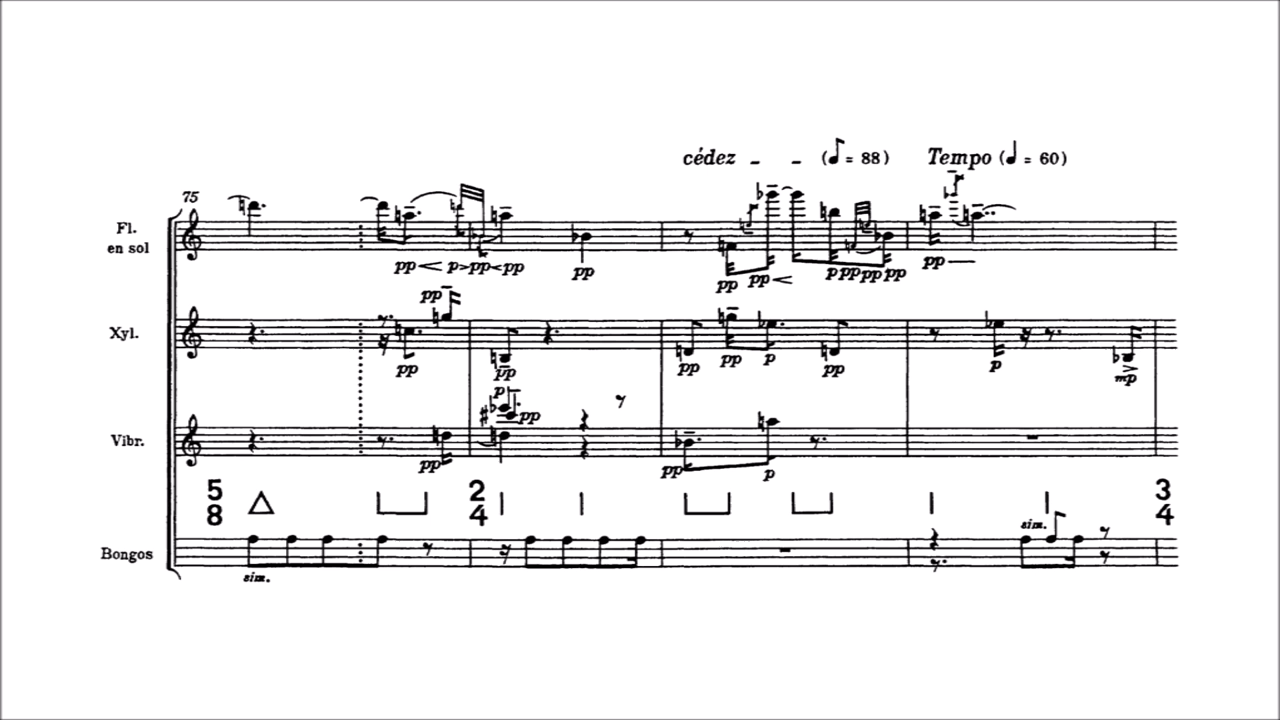 cédez - - (♪ = 88) Tempo (♩ = 60)
75
Fl.
en sol
pp p pp pp pp pp pp p pp pp pp pp
pp
Xyl.
pp pp pp pp p pp p mp
p
pp
Vibr.
pp pp p
5 2 3
8 4 4
sim.
Bongos
sim.